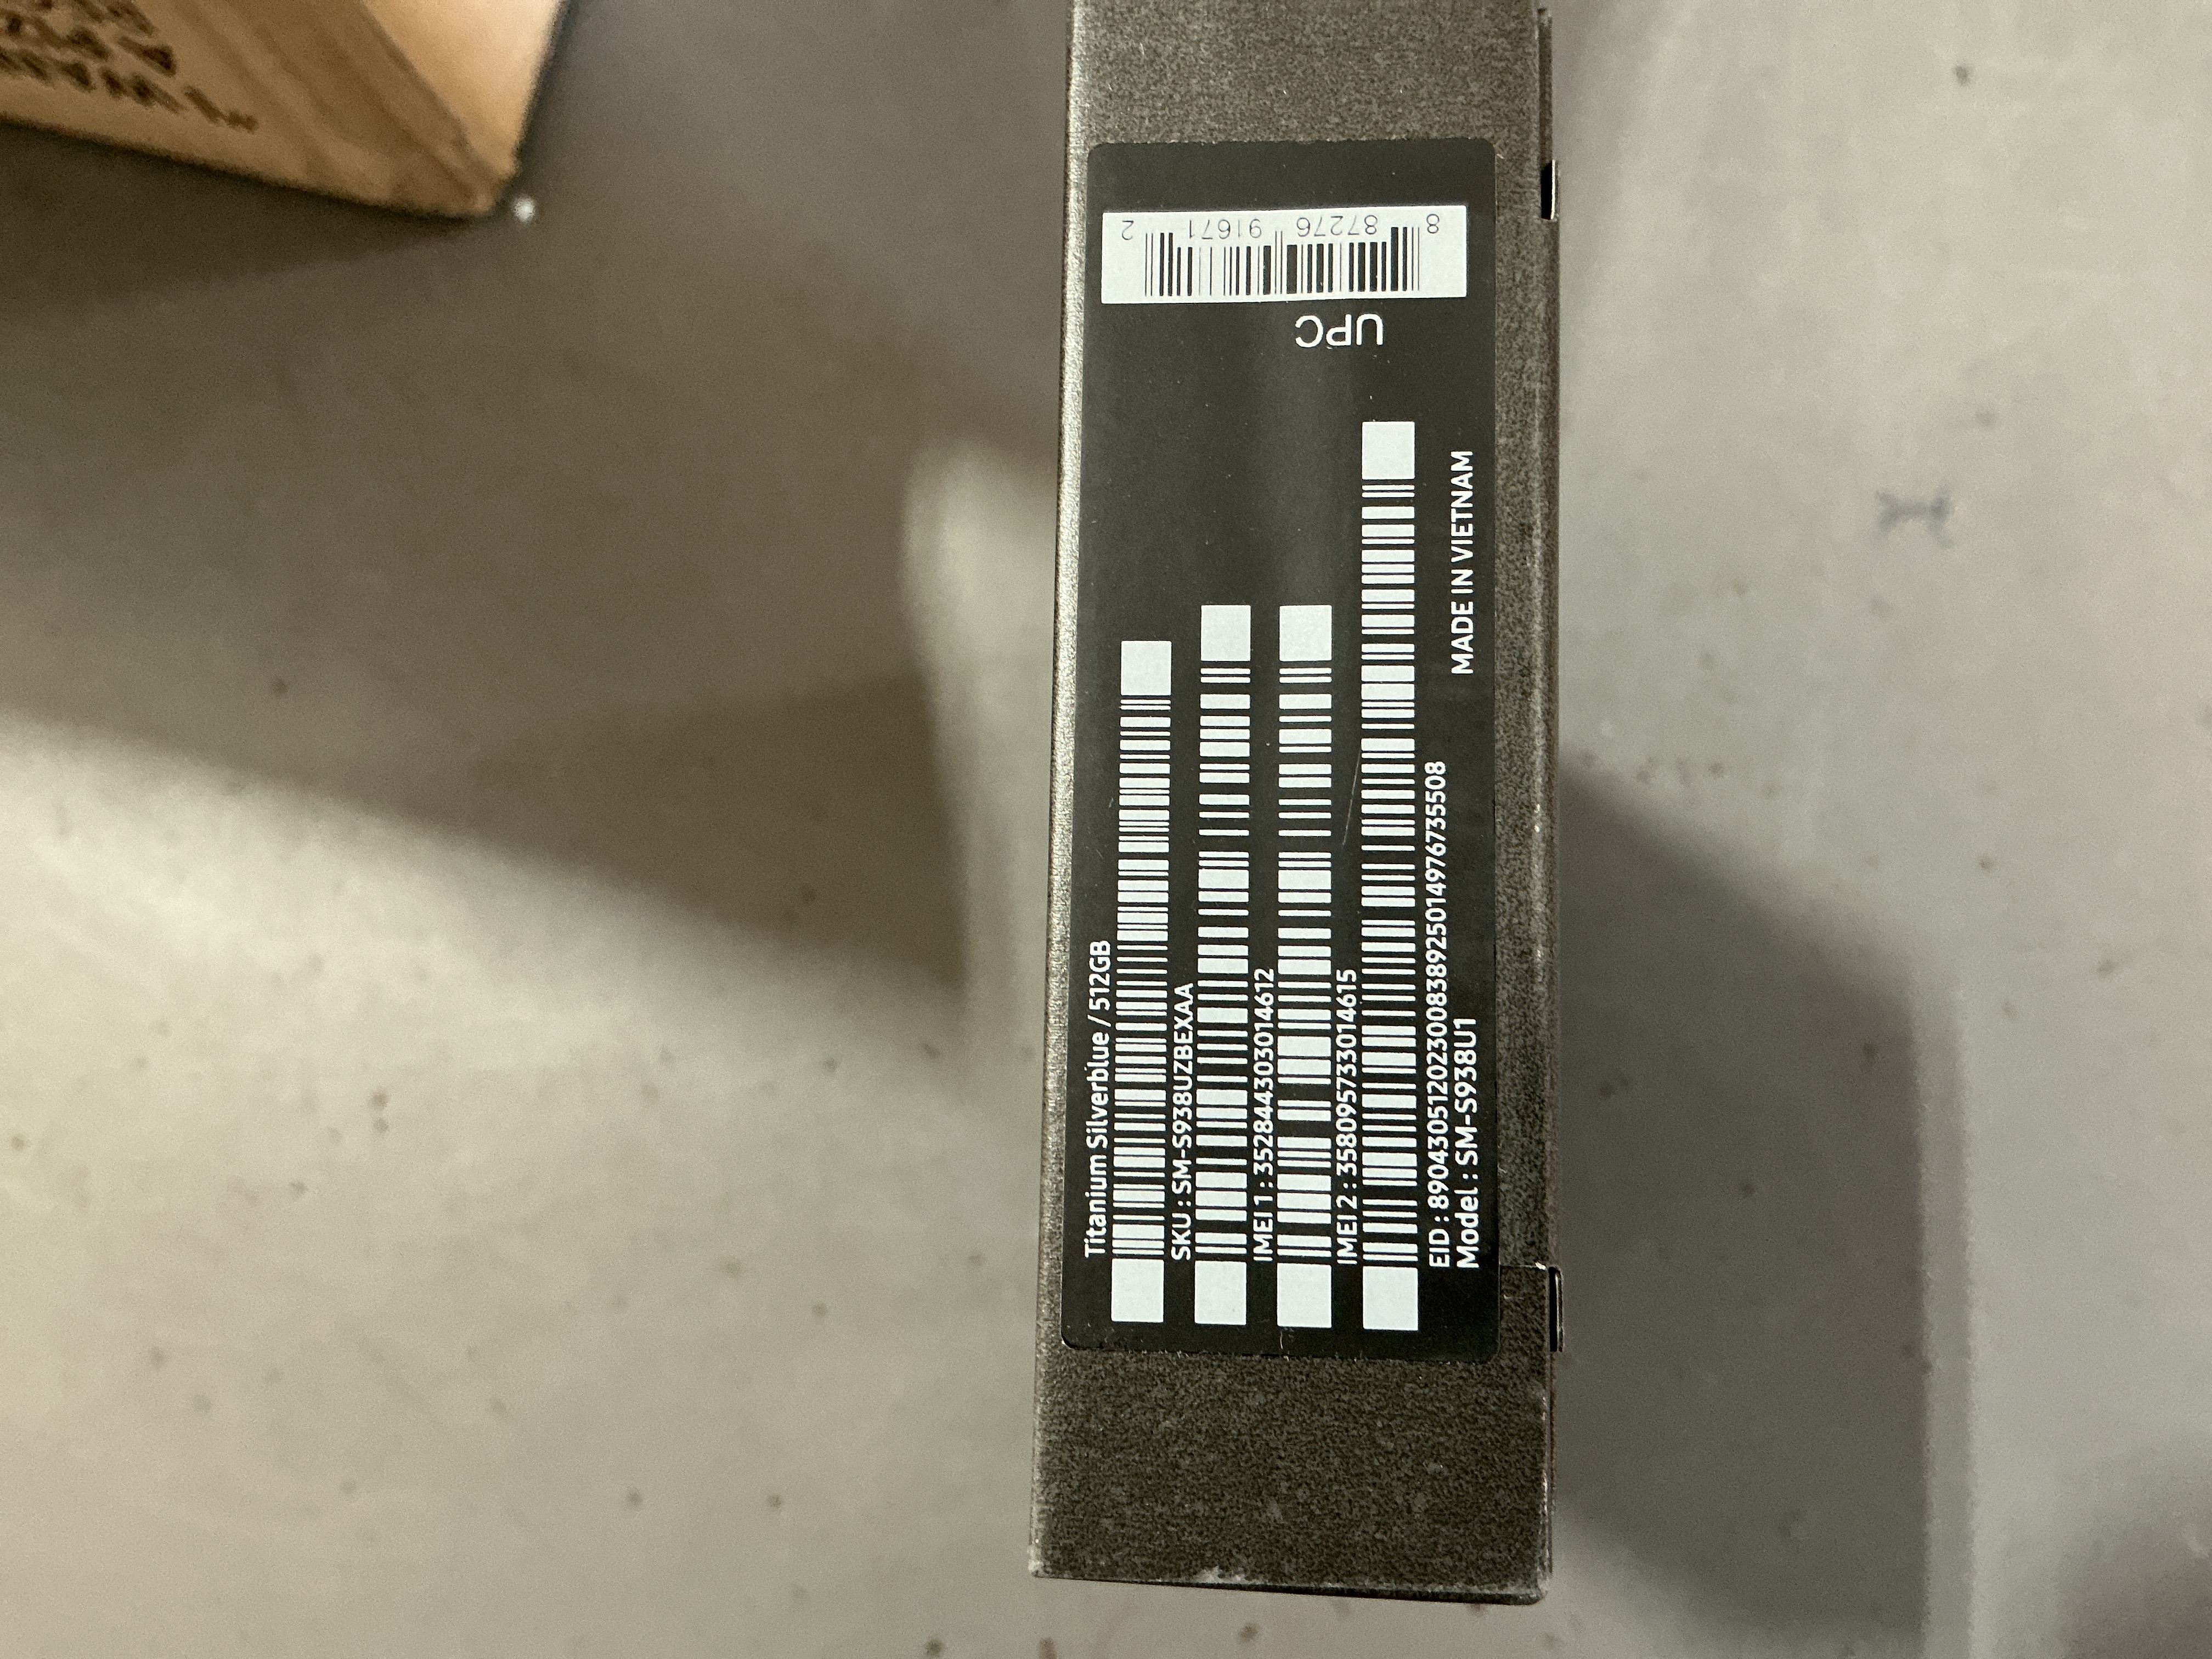 Titanium Silverblue / 512GB
SKU : SM-S938UZBEXAA
IMEI 1 : 352844303014612
IMEI 2 : 358095733014615
EID : 89043051202300838925014976735508
Model : SM-S938U1
MADE IN VIETNAM
UPC
8 87276 91671 2